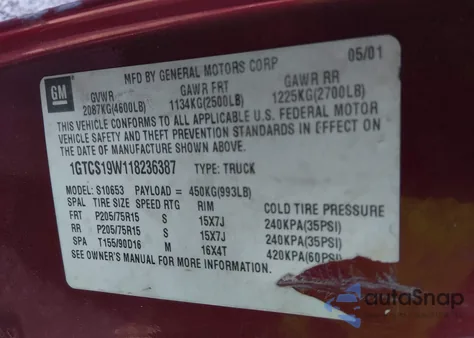 GM
MFD BY GENERAL MOTORS CORP 05/01
GVWR GAWR FRT GAWR RR
2087KG(4600LB) 1134KG(2500LB) 1225KG(2700LB)
THIS VEHICLE CONFORMS TO ALL APPLICABLE U.S. FEDERAL MOTOR
VEHICLE SAFETY AND THEFT PREVENTION STANDARDS IN EFFECT ON
THE DATE OF MANUFACTURE SHOWN ABOVE.
1GTCS19W118236387 TYPE: TRUCK
MODEL: S10653 PAYLOAD = 450KG(993LB)
SPAL TIRE SIZE SPEED RTG RIM COLD TIRE PRESSURE
FRT P205/75R15 S 15X7J 240KPA(35PSI)
RR P205/75R15 S 15X7J 240KPA(35PSI)
SPA T155/90D16 M 16X4T 420KPA(60PSI)
SEE OWNER'S MANUAL FOR MORE INFORMATION.
autoSnap